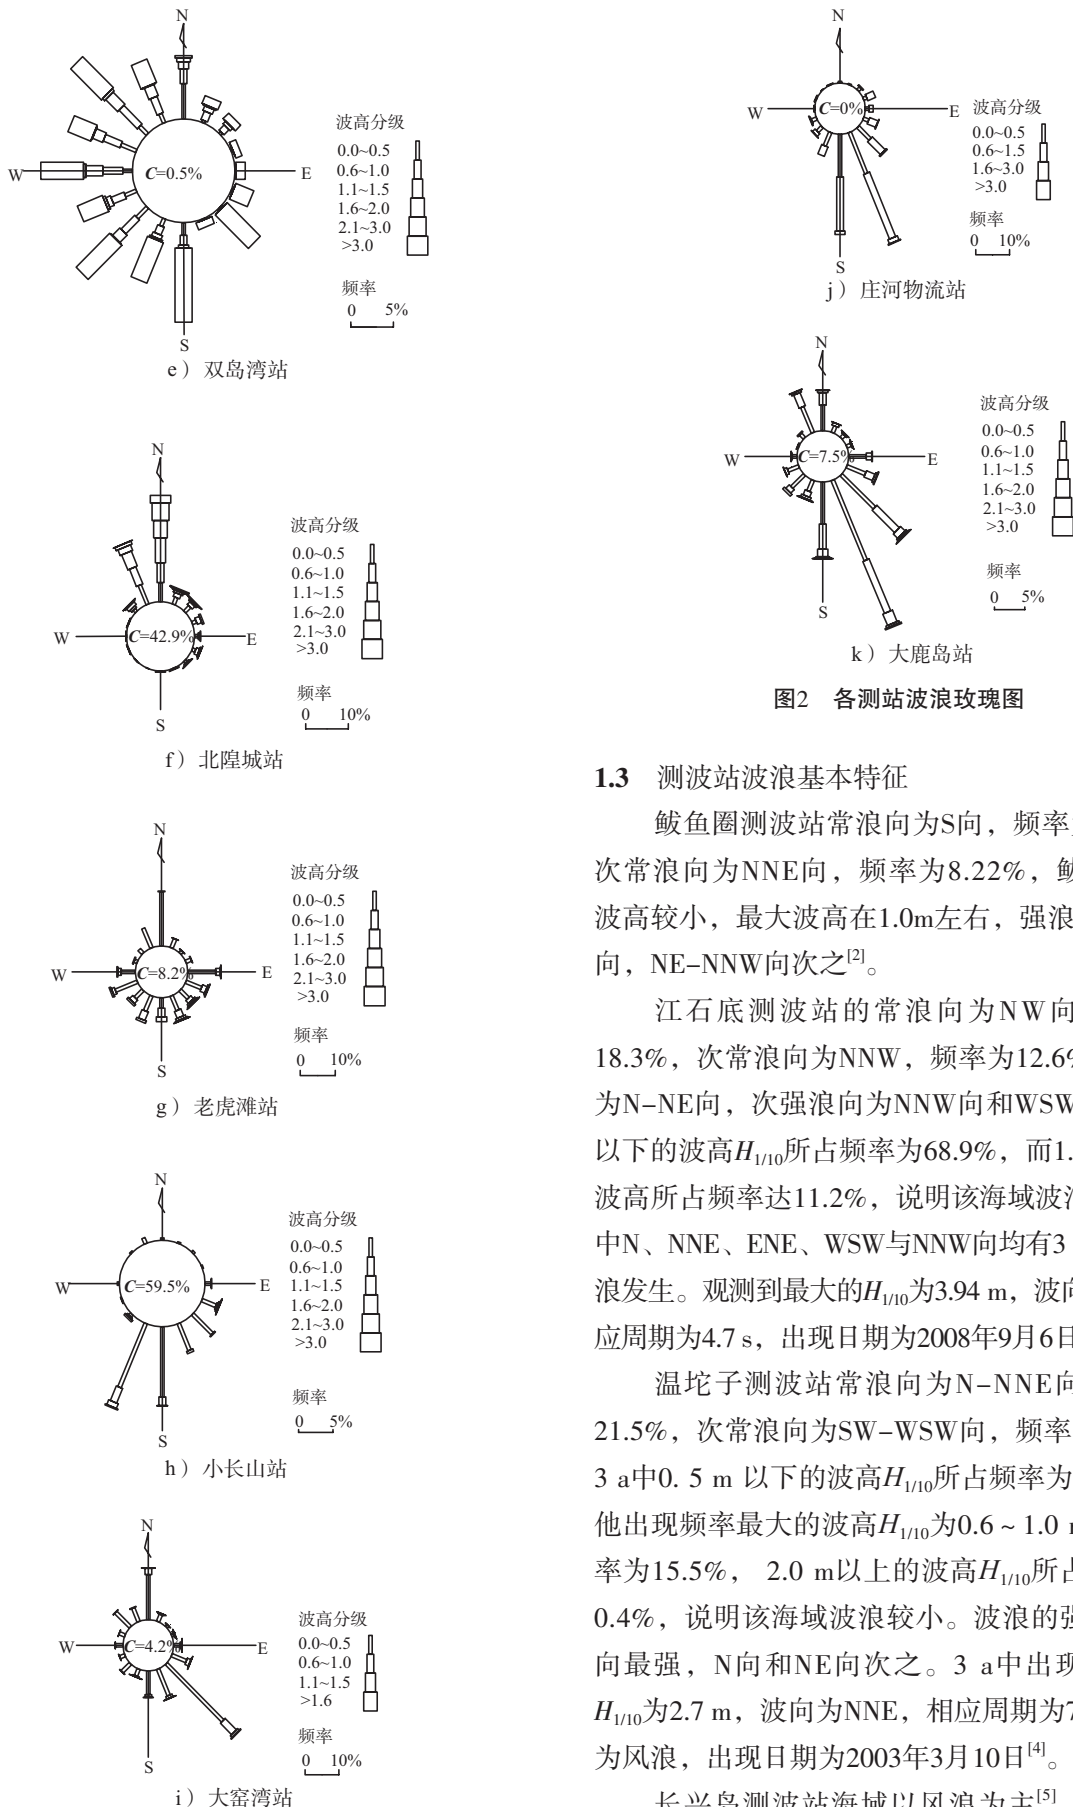 N
W
E
S
C=0.5%
波高分级
0.0~0.5
0.6~1.0
1.1~1.5
1.6~2.0
2.1~3.0
>3.0
频率
0 5%
e）双岛湾站
N
W
E
S
C=42.9%
波高分级
0.0~0.5
0.6~1.0
1.1~1.5
1.6~2.0
2.1~3.0
>3.0
频率
0 10%
f）北隍城站
N
W
E
S
C=8.2%
波高分级
0.0~0.5
0.6~1.0
1.1~1.5
1.6~2.0
2.1~3.0
>3.0
频率
0 10%
g）老虎滩站
N
W
E
S
C=59.5%
波高分级
0.0~0.5
0.6~1.0
1.1~1.5
1.6~2.0
2.1~3.0
>3.0
频率
0 5%
h）小长山站
N
W
E
S
C=4.2%
波高分级
0.0~0.5
0.6~1.0
1.1~1.5
>1.6
频率
0 10%
i）大窑湾站
N
W
E
S
C=0%
波高分级
0.0~0.5
0.6~1.5
1.6~3.0
>3.0
频率
0 10%
j）庄河物流站
N
W
E
S
C=7.5%
波高分级
0.0~0.5
0.6~1.0
1.1~1.5
1.6~2.0
2.1~3.0
>3.0
频率
0 5%
k）大鹿岛站
图2 各测站波浪玫瑰图
1.3 测波站波浪基本特征
鲅鱼圈测波站常浪向为S向，频率
次常浪向为NNE向，频率为8.22%，鲅
波高较小，最大波高在1.0m左右，强浪
向，NE–NNW向次之[2]。
江石底测波站的常浪向为NW向
18.3%，次常浪向为NNW，频率为12.6%
为N–NE向，次强浪向为NNW向和WSW
以下的波高H1/10所占频率为68.9%，而1.
波高所占频率达11.2%，说明该海域波浪
中N、NNE、ENE、WSW与NNW向均有3
浪发生。观测到最大的H1/10为3.94 m，波向
应周期为4.7 s，出现日期为2008年9月6日
温坨子测波站常浪向为N–NNE向
21.5%，次常浪向为SW–WSW向，频率
3 a中0. 5 m 以下的波高H1/10所占频率为
他出现频率最大的波高H1/10为0.6 ~ 1.0
率为15.5%， 2.0 m以上的波高H1/10所占
0.4%，说明该海域波浪较小。波浪的强
向最强，N向和NE向次之。3 a中出现
H1/10为2.7 m，波向为NNE，相应周期为7
为风浪，出现日期为2003年3月10日[4]。
长兴岛测波站海域以风浪为主[5]